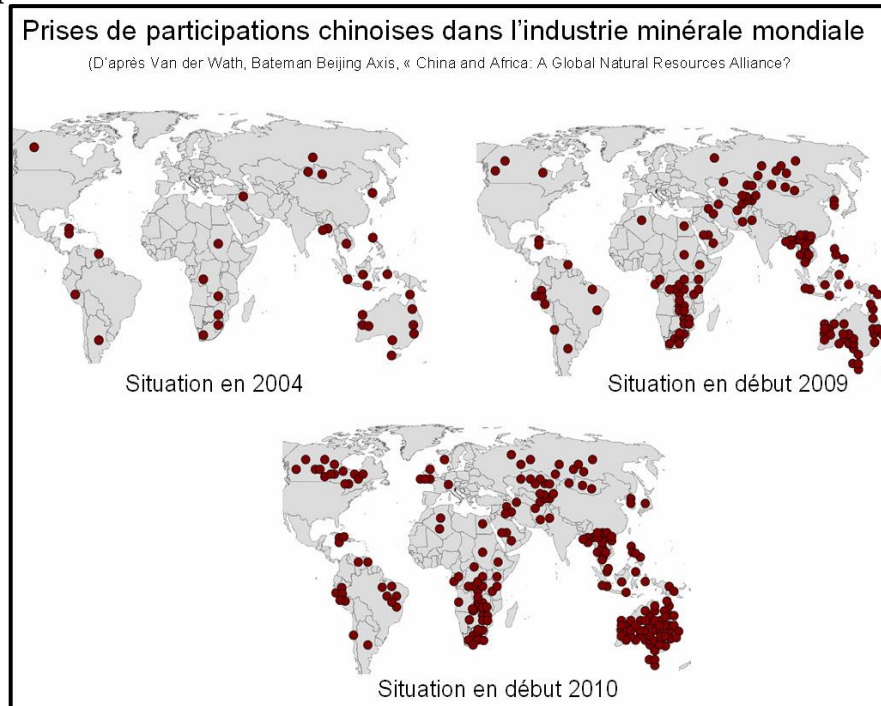 Prises de participations chinoises dans l'industrie minérale mondiale
(D'après Van der Wath, Bateman Beijing Axis, « China and Africa: A Global Natural Resources Alliance?
Situation en 2004
Situation en début 2009
Situation en début 2010